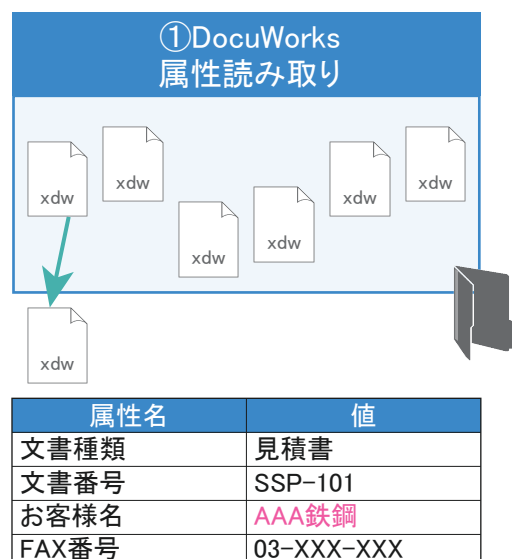 ①DocuWorks
属性読み取り
xdw
xdw
xdw
xdw
xdw
xdw
xdw
属性名 値
文書種類 見積書
文書番号 SSP-101
お客様名 AAA鉄鋼
FAX番号 03-XXX-XXX